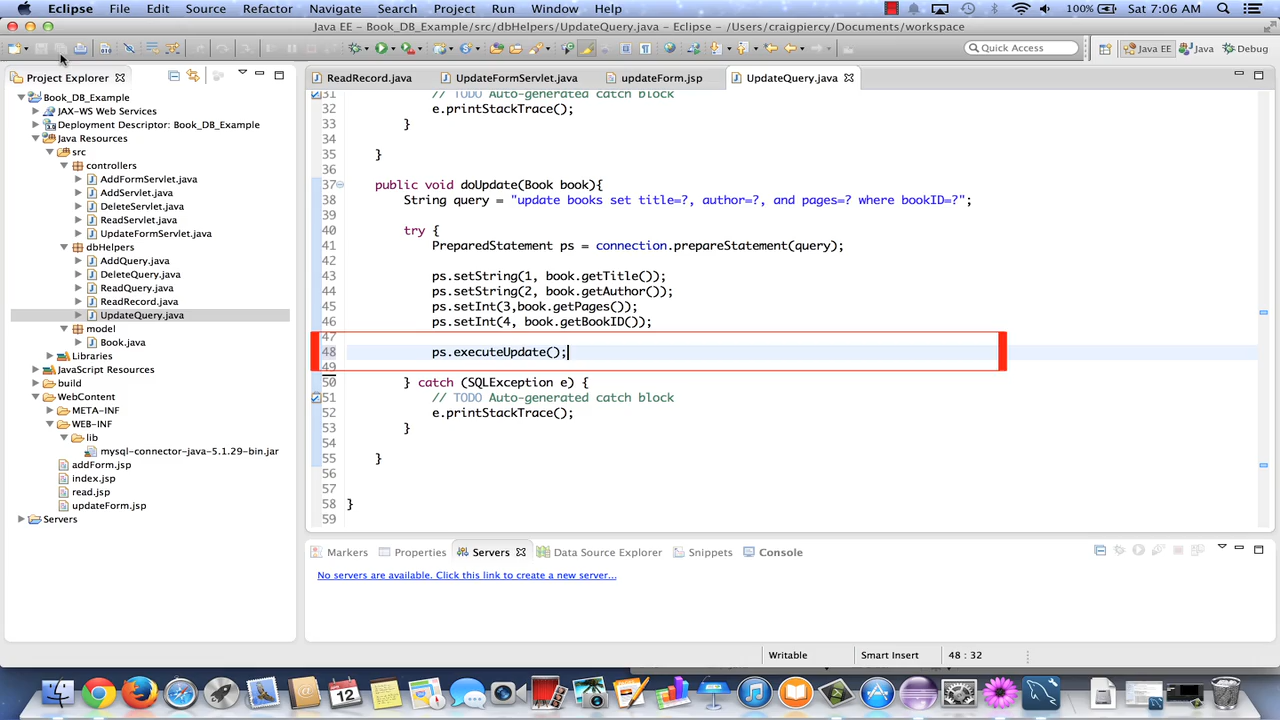 Eclipse File Edit Source Refactor Navigate Search Project Run Window Help 100% Sat 7:06 AM
Java EE - Book_DB_Example/src/dbHelpers/UpdateQuery.java - Eclipse - /Users/craigpiercy/Documents/workspace
Quick Access Java EE Java Debug
Project Explorer
Book_DB_Example
JAX-WS Web Services
Deployment Descriptor: Book_DB_Example
Java Resources
src
controllers
AddFormServlet.java
AddServlet.java
DeleteServlet.java
ReadServlet.java
UpdateFormServlet.java
dbHelpers
AddQuery.java
DeleteQuery.java
ReadQuery.java
ReadRecord.java
UpdateQuery.java
model
Book.java
Libraries
JavaScript Resources
build
WebContent
META-INF
WEB-INF
lib
mysql-connector-java-5.1.29-bin.jar
addForm.jsp
index.jsp
read.jsp
updateForm.jsp
Servers
ReadRecord.java UpdateFormServlet.java updateForm.jsp UpdateQuery.java
31 // TODO Auto-generated catch block
32 e.printStackTrace();
33 }
34
35 }
36
37 public void doUpdate(Book book){
38 String query = "update books set title=?, author=?, and pages=? where bookID=?";
39
40 try {
41 PreparedStatement ps = connection.prepareStatement(query);
42
43 ps.setString(1, book.getTitle());
44 ps.setString(2, book.getAuthor());
45 ps.setInt(3,book.getPages());
46 ps.setInt(4, book.getBookID());
47
48 ps.executeUpdate();
49
50 } catch (SQLException e) {
51 // TODO Auto-generated catch block
52 e.printStackTrace();
53 }
54
55 }
56
57
58 }
59
Markers Properties Servers Data Source Explorer Snippets Console
No servers are available. Click this link to create a new server...
Writable Smart Insert 48 : 32
12